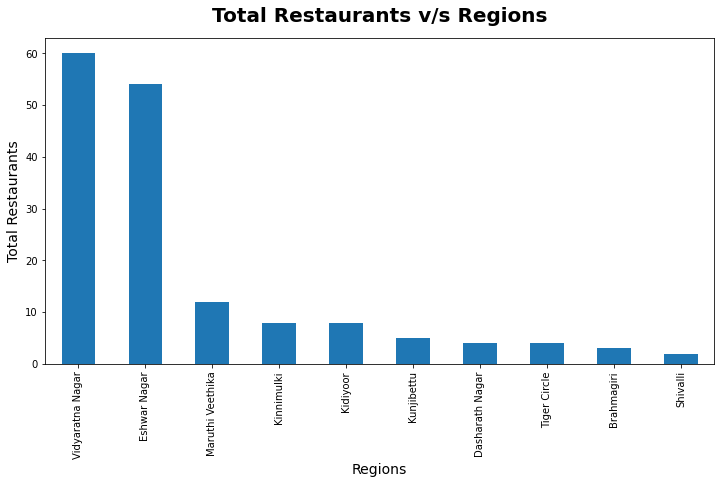 Total Restaurants v/s Regions
Total Restaurants
60
50
40
30
20
10
0
Vidyaratna Nagar
Eshwar Nagar
Maruthi Veethika
Kinnimulki
Kidiyoor
Kunjibettu
Dasharath Nagar
Tiger Circle
Brahmagiri
Shivalli
Regions